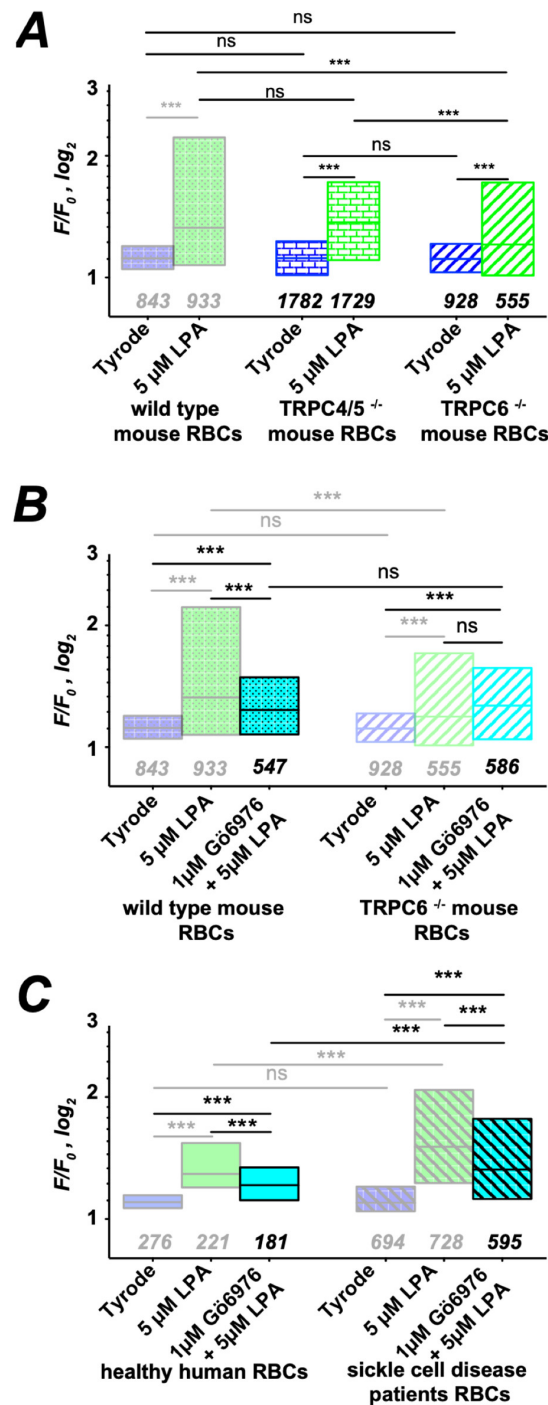 A
ns
ns
***
***
ns
***
ns
***
***
3
2
1
F/F0 , log2
843 933 1782 1729 928 555
Tyrode
5 µM LPA
Tyrode
5 µM LPA
Tyrode
5 µM LPA
wild type
mouse RBCs
TRPC4/5 -/-
mouse RBCs
TRPC6 -/-
mouse RBCs
B
***
ns
***
ns
***
***
***
***
ns
3
2
1
F/F0 , log2
843 933 547 928 555 586
Tyrode
5 µM LPA
1µM Gö6976
+ 5µM LPA
Tyrode
5 µM LPA
1µM Gö6976
+ 5µM LPA
wild type mouse
RBCs
TRPC6 -/- mouse
RBCs
C
***
***
***
***
***
ns
***
***
***
3
2
1
F/F0 , log2
276 221 181 694 728 595
Tyrode
5 µM LPA
1µM Gö6976
+ 5µM LPA
Tyrode
5 µM LPA
1µM Gö6976
+ 5µM LPA
healthy human RBCs
sickle cell disease
patients RBCs